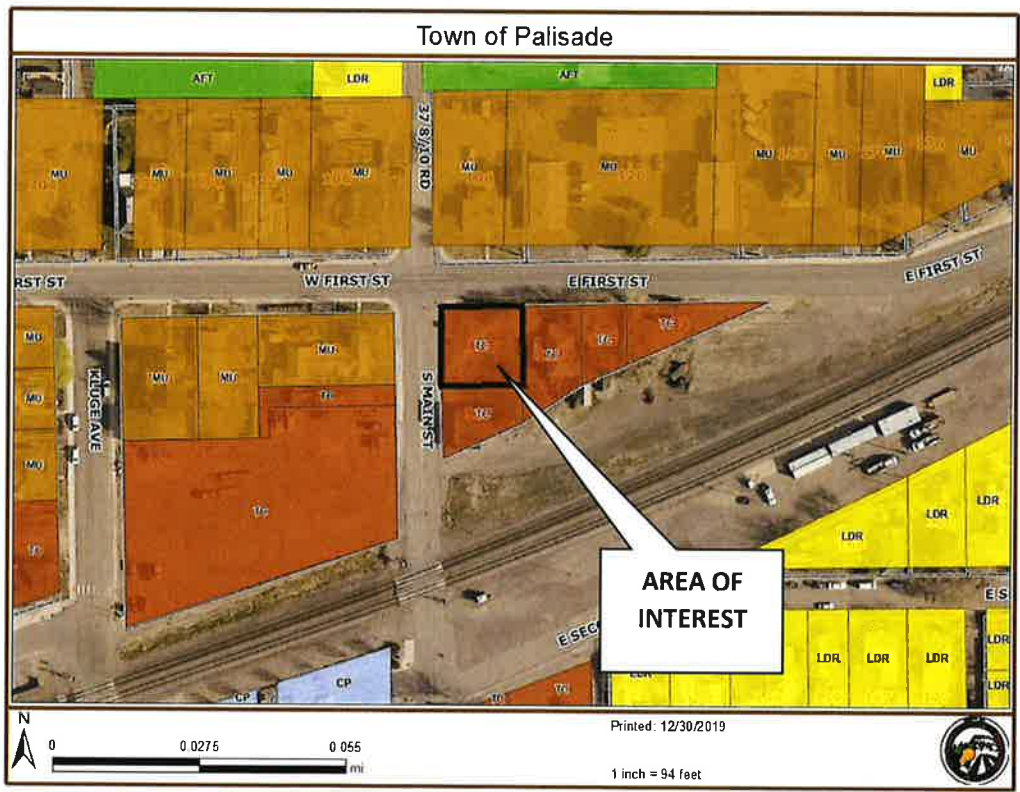 Town of Palisade
AFT
LDR
AFT
LDR
37 8/10 RD
MU
MU
MU
MU
MU
MU
MU
MU
MU
MU
MU
RST ST
W FIRST ST
E FIRST ST
E FIRST ST
MU
MU
MU
MU
MU
MU
KLUGE AVE
S MAIN ST
TC
TC
TC
TC
TC
TC
AREA OF
INTEREST
LDR
LDR
LDR
E S
E SEC
LDR
LDR
LDR
LDR
LDR
CP
CP
TC
N
0
0.0275
0.055
mi
Printed: 12/30/2019
1 inch = 94 feet